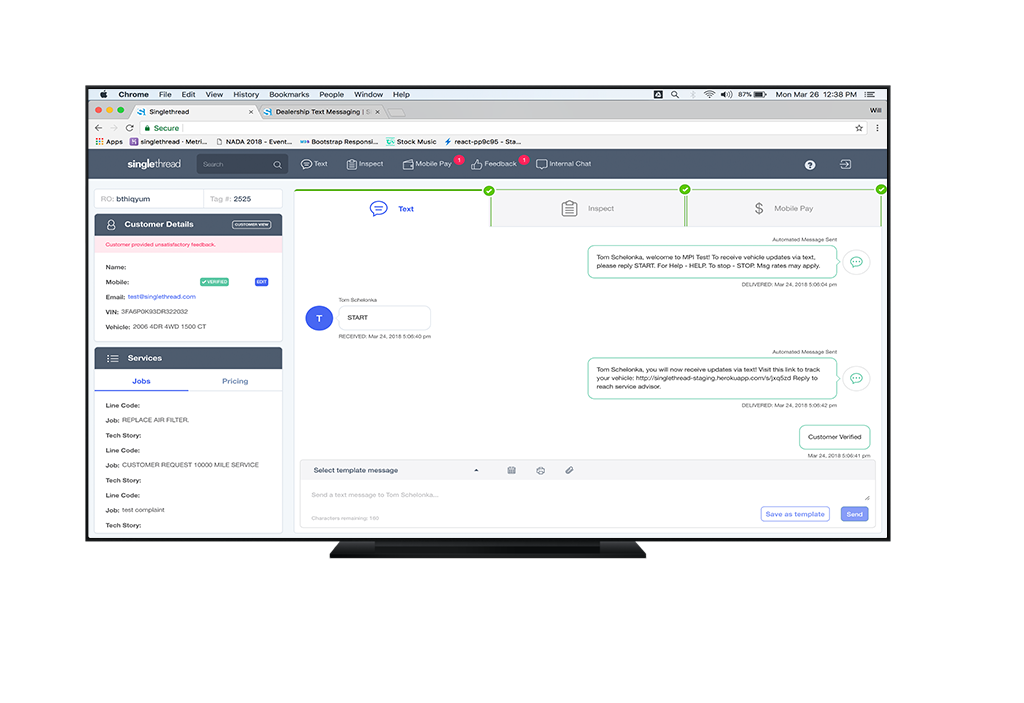 Chrome File Edit View History Bookmarks People Window Help 87% Mon Mar 26 12:38 PM
Singlethread × Dealership Text Messaging | S × Will
Secure
Apps singlethread - Metri... NADA 2018 - Event... Bootstrap Responsi... Stock Music react-pp9c95 - Sta...
singlethread Search Text Inspect Mobile Pay 1 Feedback 1 Internal Chat ?
RO: bthiqyum Tag #: 2525
Customer Details CUSTOMER VIEW
Customer provided unsatisfactory feedback.
Name:
Mobile: VERIFIED EDIT
Email: test@singlethread.com
VIN: 3FA6P0K93DR322032
Vehicle: 2006 4DR 4WD 1500 CT
Services
Jobs Pricing
Line Code:
Job: REPLACE AIR FILTER.
Tech Story:
Line Code:
Job: CUSTOMER REQUEST 10000 MILE SERVICE
Tech Story:
Line Code:
Job: test complaint
Tech Story:
Text Inspect $ Mobile Pay
Automated Message Sent
Tom Schelonka, welcome to MPI Test! To receive vehicle updates via text,
please reply START. For Help - HELP. To stop - STOP. Msg rates may apply.
DELIVERED: Mar 24, 2018 5:06:04 pm
Tom Schelonka
T START
RECEIVED: Mar 24, 2018 5:06:40 pm
Automated Message Sent
Tom Schelonka, you will now receive updates via text! Visit this link to track
your vehicle: http://singlethread-staging.herokuapp.com/s/jxq5zd Reply to
reach service advisor.
DELIVERED: Mar 24, 2018 5:06:42 pm
Customer Verified
Mar 24, 2018 5:06:41 pm
Select template message
Send a text message to Tom Schelonka...
Characters remaining: 160
Save as template Send